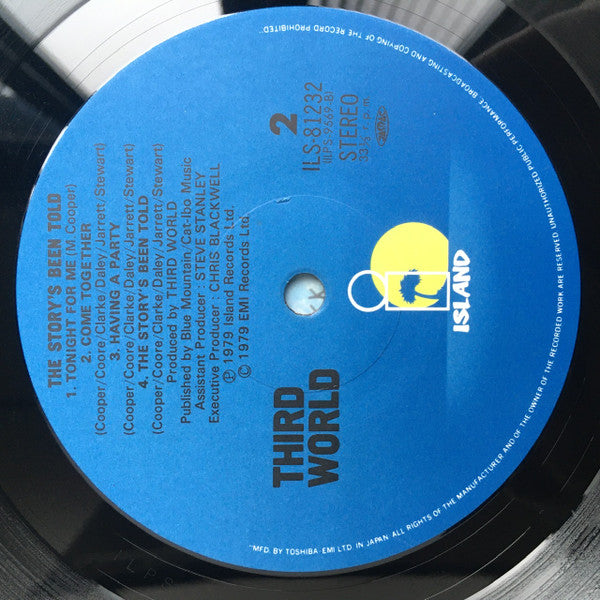 ISLAND
ILS-81232
(IIPS-9569-B)
2
STEREO
33⅓ r.p.m.
THE STORY'S BEEN TOLD
1. TONIGHT FOR ME (M.Cooper)
2. COME TOGETHER
(Cooper/Coore/Clarke/Daley/Jarrett/Stewart)
3. HAVING A PARTY
(Cooper/Coore/Clarke/Daley/Jarrett/Stewart)
4. THE STORY'S BEEN TOLD
(Cooper/Coore/Clarke/Daley/Jarrett/Stewart)
Produced by THIRD WORLD
Published by Blue Mountain/Cat-Ibo Music
Assistant Producer : STEVE STANLEY
Executive Producer : CHRIS BLACKWELL
Ⓟ 1979 Island Records Ltd.
© 1979 EMI Records Ltd.
THIRD
WORLD
"MFD. BY TOSHIBA-EMI LTD. IN JAPAN. ALL RIGHTS OF THE MANUFACTURER AND OF THE OWNER OF THE RECORDED WORK ARE RESERVED. UNAUTHORIZED PUBLIC PERFORMANCE BROADCASTING AND COPYING OF THE RECORD PROHIBITED."
ILPS